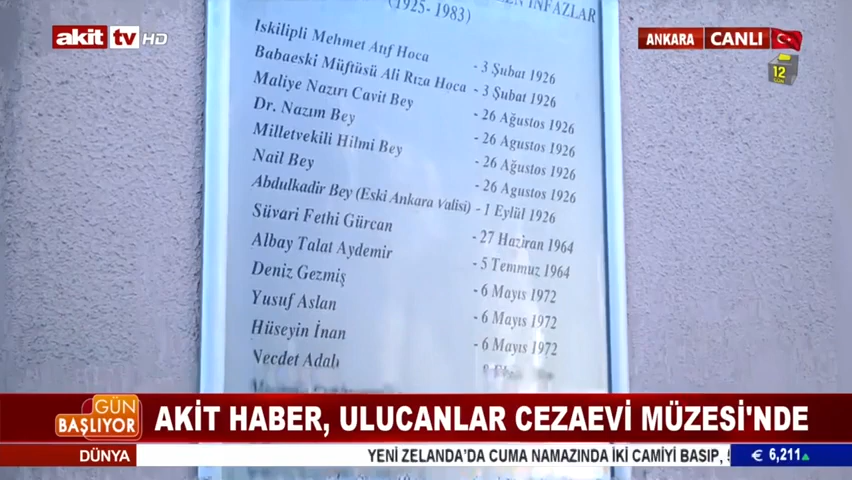 akit tv HD
ANKARA CANLI
12
INFAZLAR
(1925-1983)
Iskilipli Mehmet Atıf Hoca - 3 Şubat 1926
Babaeski Müftüsü Ali Rıza Hoca - 3 Şubat 1926
Maliye Nazırı Cavit Bey - 26 Ağustos 1926
Dr. Nazım Bey - 26 Agustos 1926
Milletvekili Hilmi Bey - 26 Ağustos 1926
Nail Bey - 26 Agustos 1926
Abdulkadir Bey (Eski Ankara Valisi) - 1 Eylül 1926
Süvari Fethi Gürcan - 27 Haziran 1964
Albay Talat Aydemir - 5 Temmuz 1964
Deniz Gezmiş - 6 Mayıs 1972
Yusuf Aslan - 6 Mayıs 1972
Hüseyin İnan - 6 Mayıs 1972
Necdet Adalı
GÜN BAŞLIYOR
AKİT HABER, ULUCANLAR CEZAEVİ MÜZESİ'NDE
DÜNYA YENİ ZELANDA'DA CUMA NAMAZINDA İKİ CAMİYİ BASIP, € 6,211